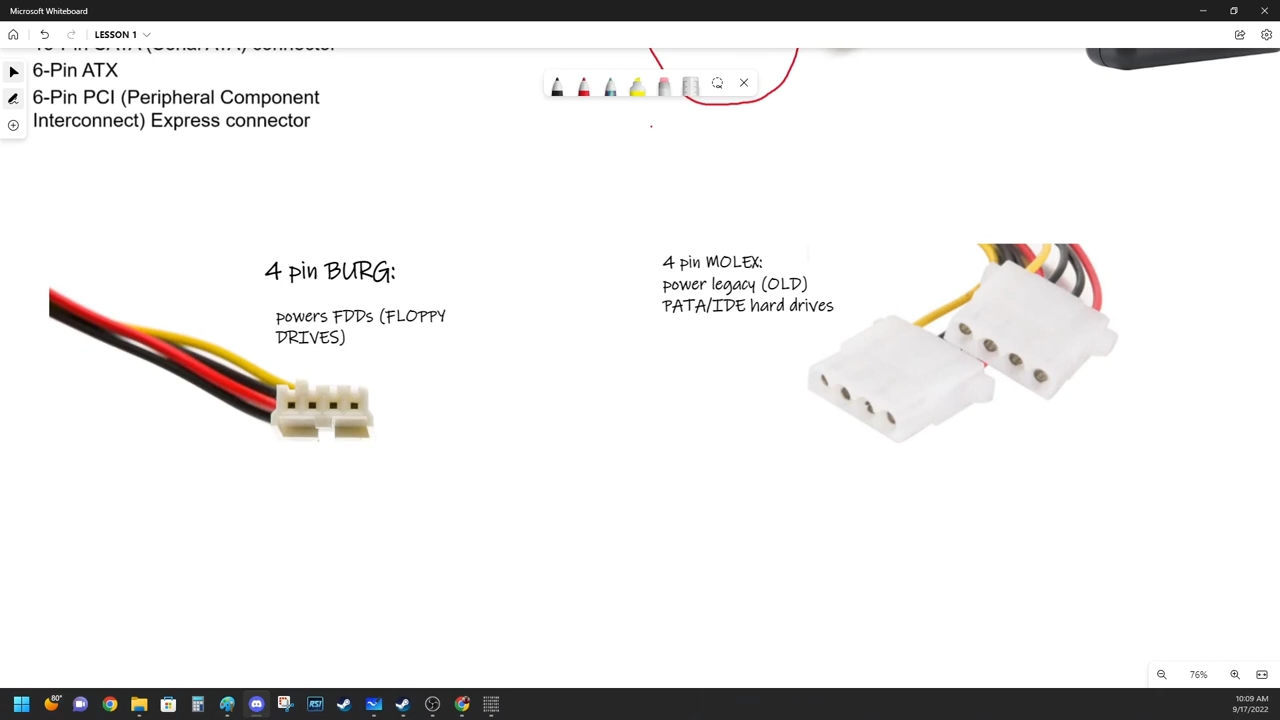 Microsoft Whiteboard
LESSON 1
6-Pin ATX
6-Pin PCI (Peripheral Component
Interconnect) Express connector
4 pin BURG:
powers FDDs (FLOPPY
DRIVES)
4 pin MOLEX:
power legacy (OLD)
PATA/IDE hard drives
76%
80°
RSI
10:09 AM
9/17/2022